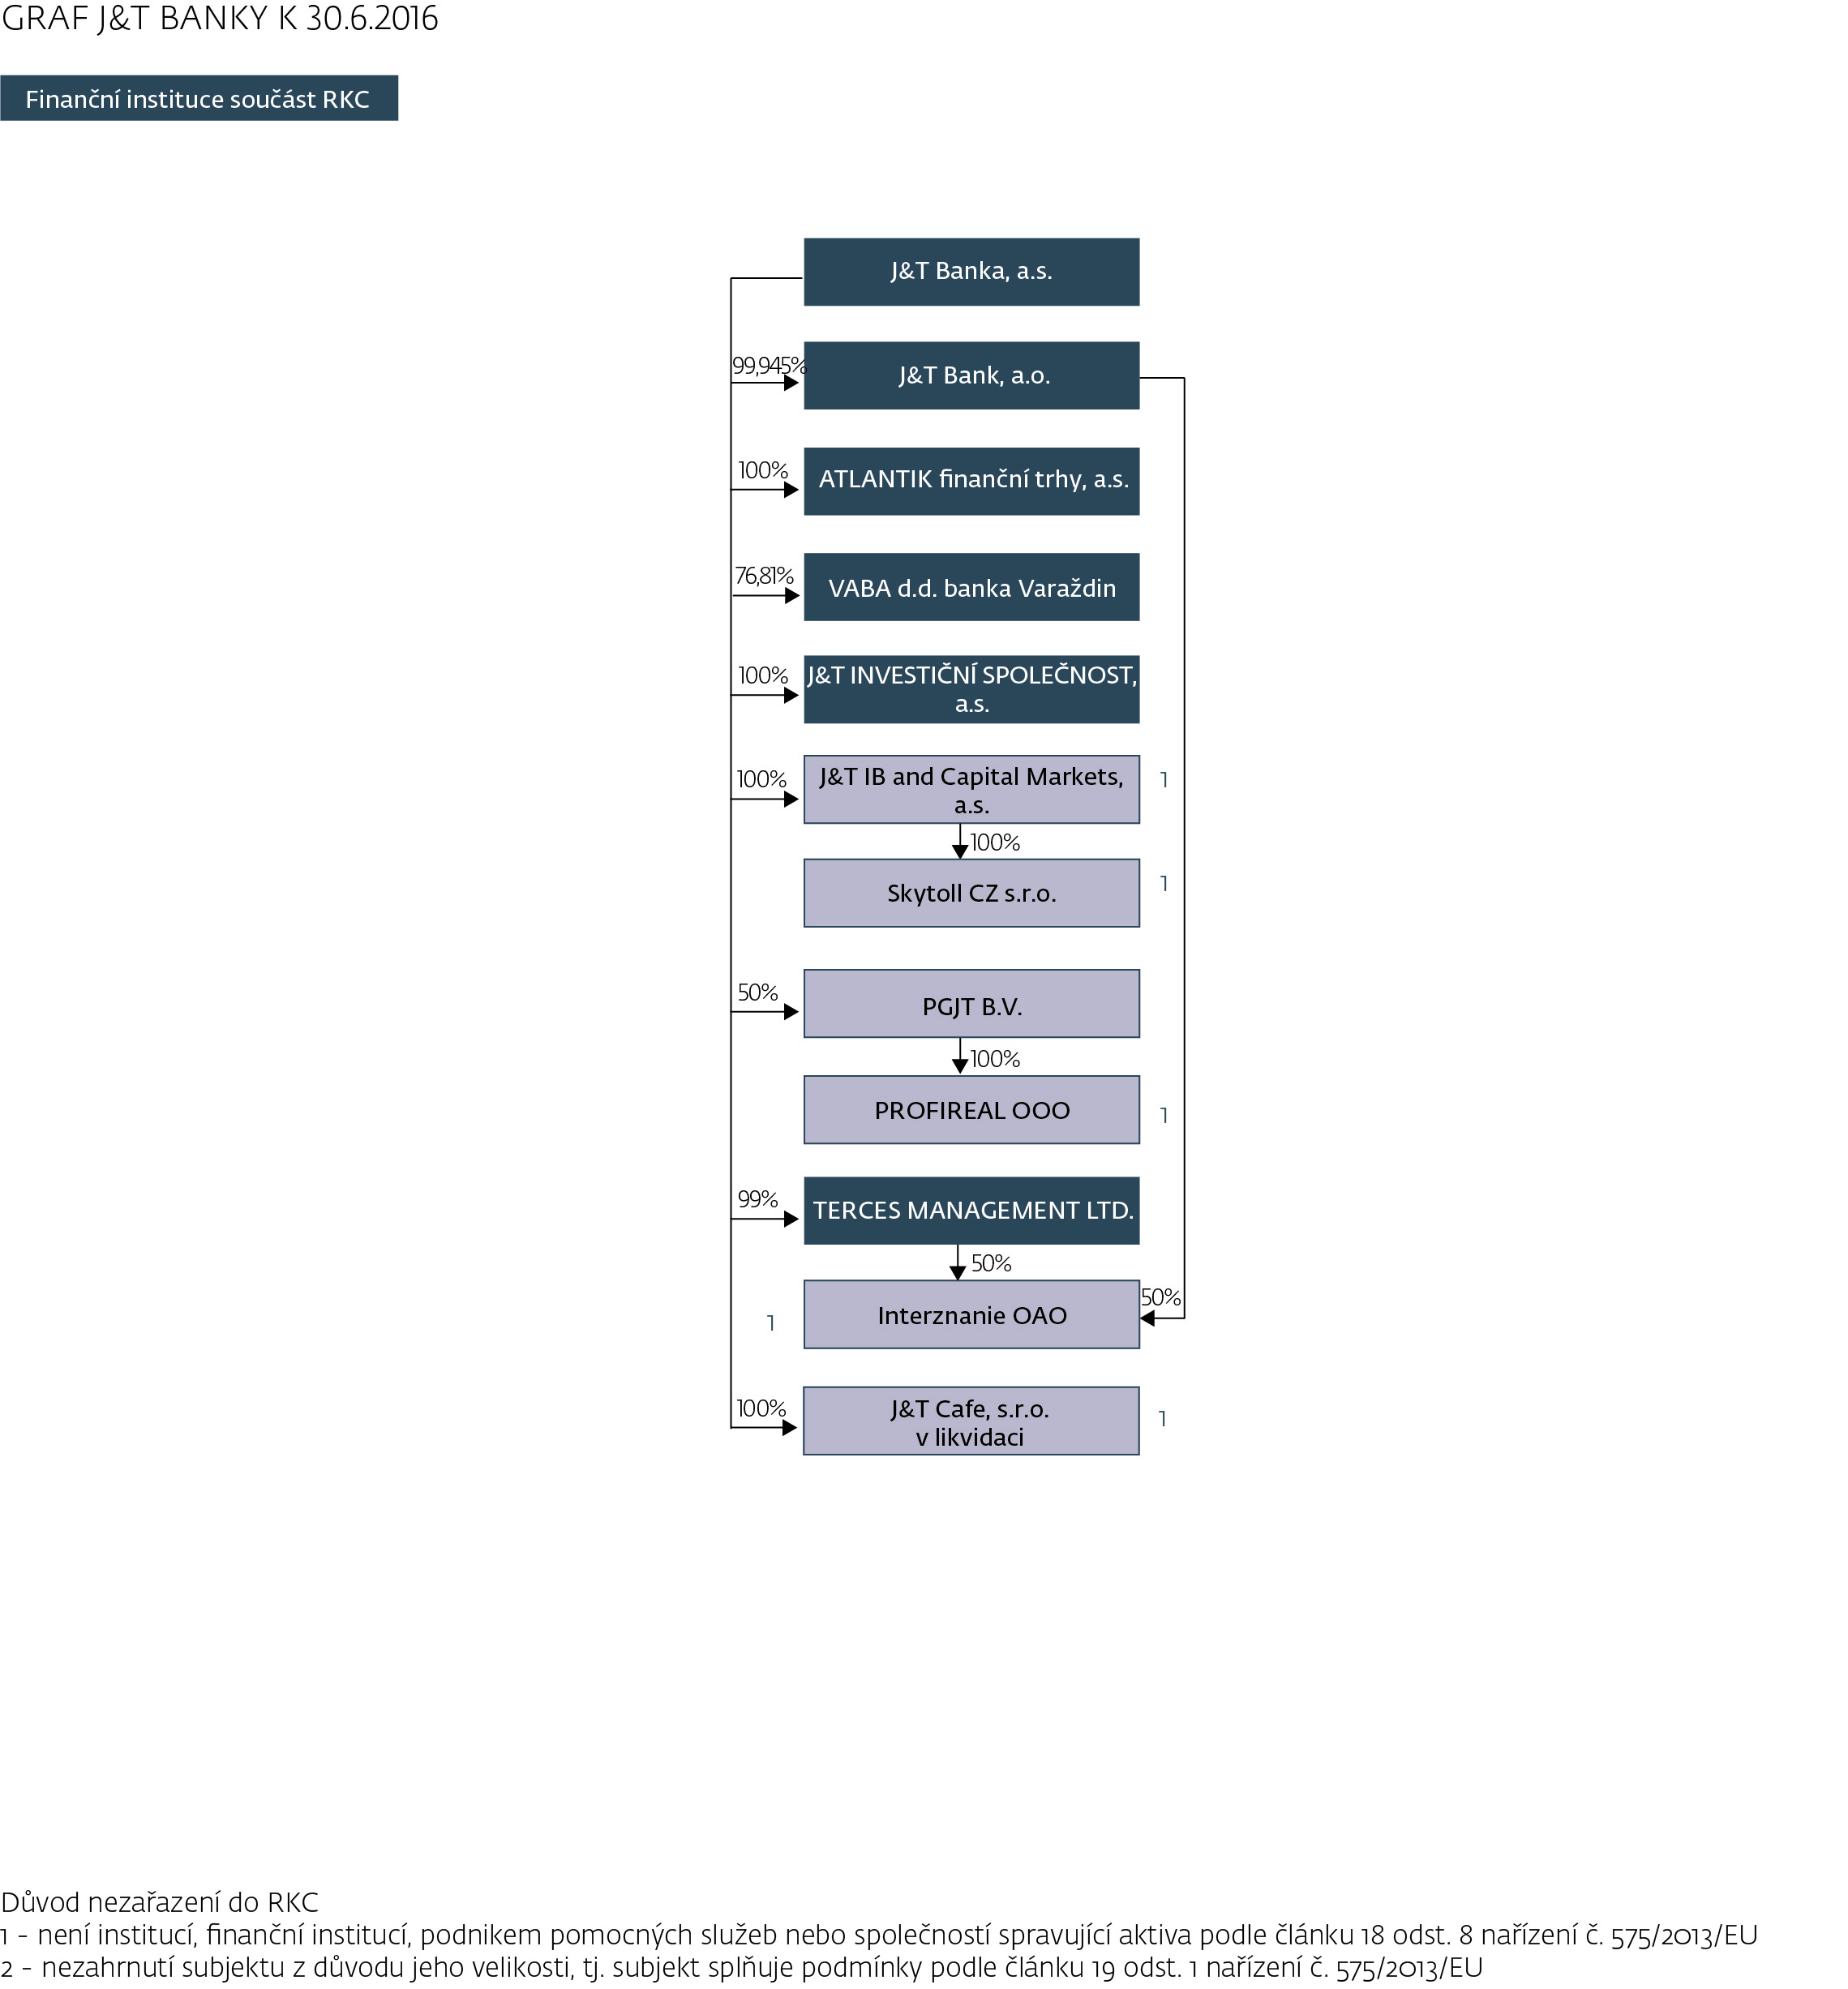 GRAF J&T BANKY K 30.6.2016
Finanční instituce součást RKC
J&T Banka, a.s.
99,945%
J&T Bank, a.o.
100%
ATLANTIK finanční trhy, a.s.
76,81%
VABA d.d. banka Varaždin
100%
J&T INVESTIČNÍ SPOLEČNOST,
a.s.
100%
J&T IB and Capital Markets,
a.s.
1
100%
Skytoll CZ s.r.o.
1
50%
PGJT B.V.
100%
PROFIREAL OOO
1
99%
TERCES MANAGEMENT LTD.
50%
50%
1
Interznanie OAO
100%
J&T Cafe, s.r.o.
v likvidaci
1
Důvod nezařazení do RKC
1 - není institucí, finanční institucí, podnikem pomocných služeb nebo společností spravující aktiva podle článku 18 odst. 8 nařízení č. 575/2013/EU
2 - nezahrnutí subjektu z důvodu jeho velikosti, tj. subjekt splňuje podmínky podle článku 19 odst. 1 nařízení č. 575/2013/EU